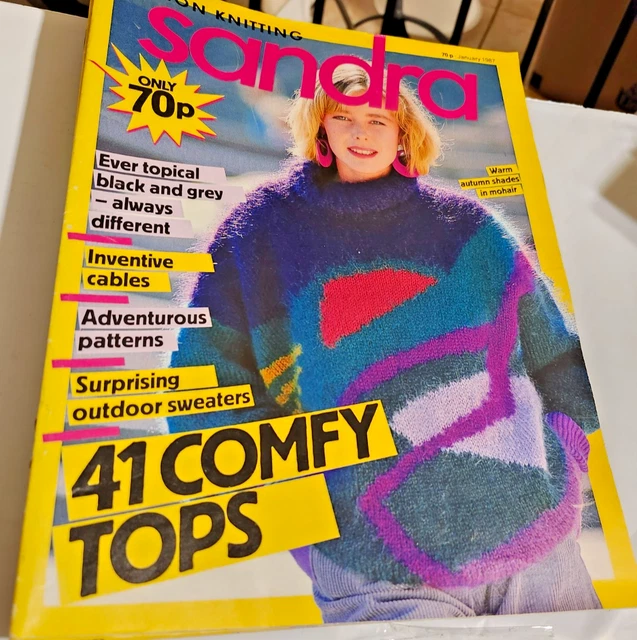 ON KNITTING
sandra
70p January 1987
ONLY
70p
Ever topical
black and grey
– always
different
Warm
autumn shades
in mohair
Inventive
cables
Adventurous
patterns
Surprising
outdoor sweaters
41 COMFY
TOPS